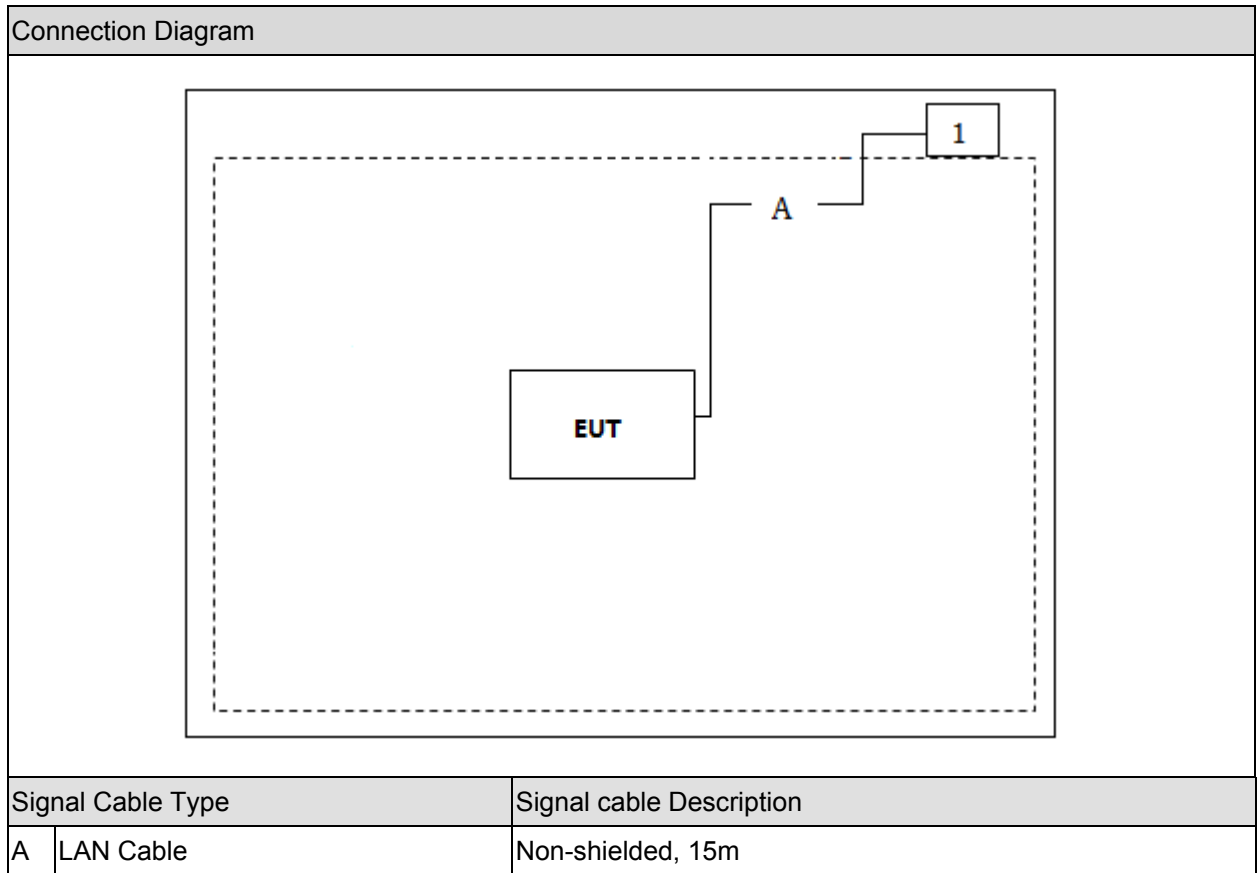 Connection Diagram
1
A
EUT
Signal Cable Type Signal cable Description
A LAN Cable Non-shielded, 15m